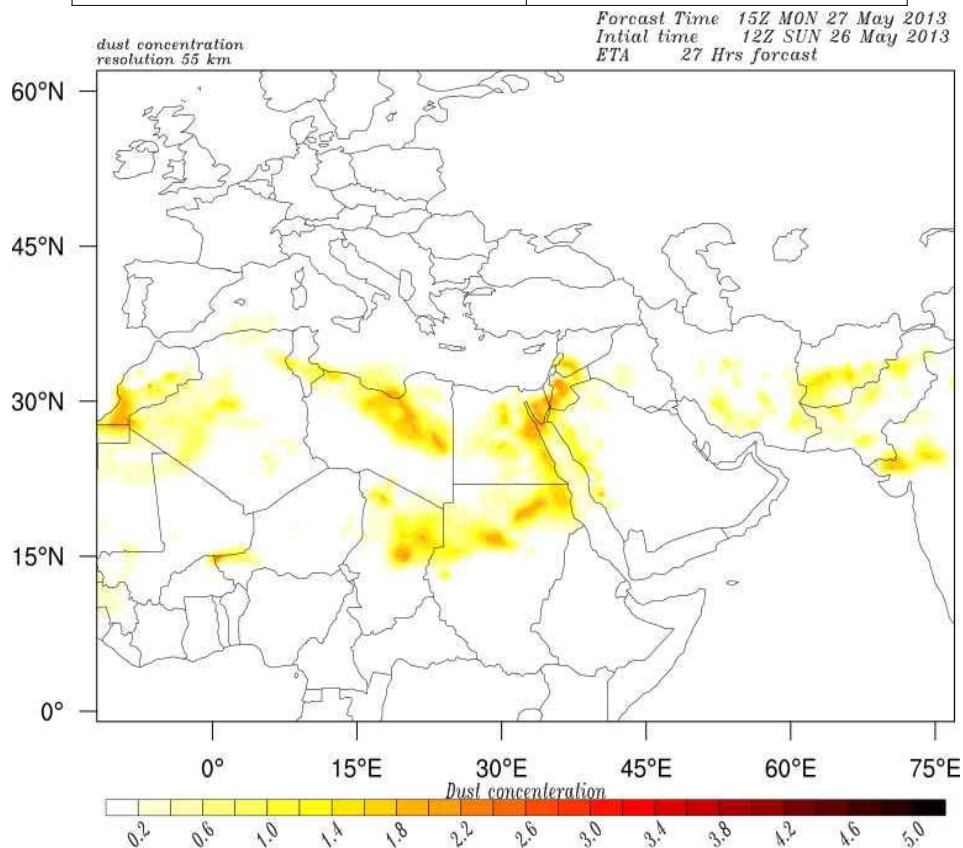 Forcast Time 15Z MON 27 May 2013
Intial time 12Z SUN 26 May 2013
ETA 27 Hrs forcast
dust concentration
resolution 55 km
60°N
45°N
30°N
15°N
0°
0° 15°E 30°E 45°E 60°E 75°E
Dust concenteration
0.2 0.6 1.0 1.4 1.8 2.2 2.6 3.0 3.4 3.8 4.2 4.6 5.0